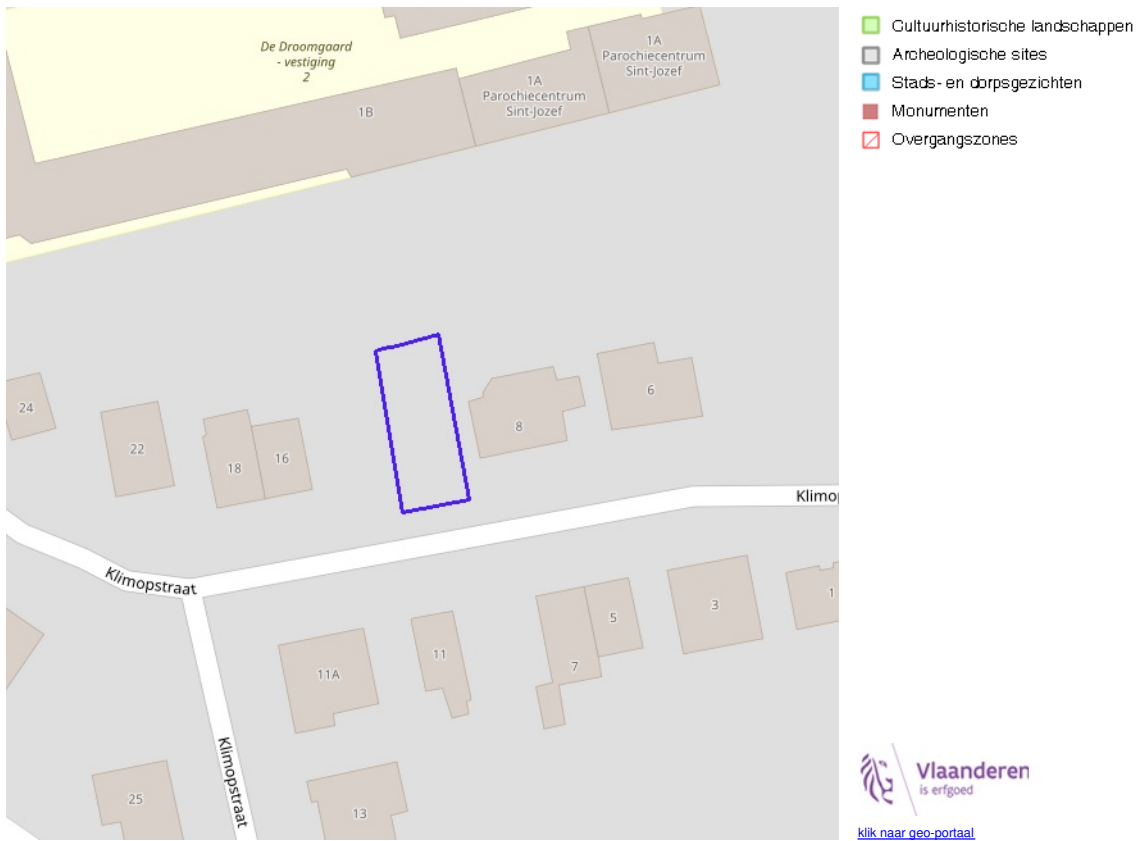 De Droomgaard
- vestiging
2
1A
Parochiecentrum
Sint-Jozef
1A
Parochiecentrum
Sint-Jozef
1B
24
22
18
16
8
6
Klimop
Klimopstraat
Klimopstraat
11A
11
7
5
3
1
25
13
Cultuurhistorische landschappen
Archeologische sites
Stads- en dorpsgezichten
Monumenten
Overgangszones
Vlaanderen
is erfgoed
klik naar geo-portaal